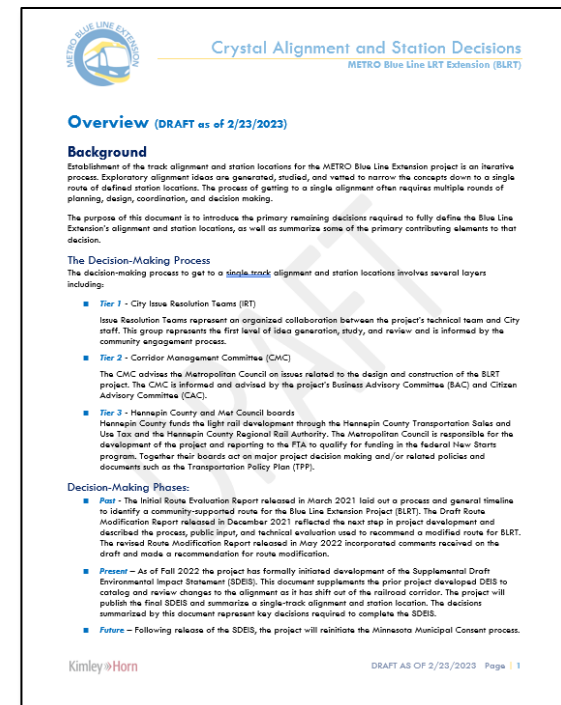 METRO BLUE LINE EXTENSION
Crystal Alignment and Station Decisions
METRO Blue Line LRT Extension (BLRT)
Overview (DRAFT as of 2/23/2023)
Background
Establishment of the track alignment and station locations for the METRO Blue Line Extension project is an iterative
process. Exploratory alignment ideas are generated, studied, and vetted to narrow the concepts down to a single
route of defined station locations. The process of getting to a single alignment often requires multiple rounds of
planning, design, coordination, and decision making.
The purpose of this document is to introduce the primary remaining decisions required to fully define the Blue Line
Extension's alignment and station locations, as well as summarize some of the primary contributing elements to that
decision.
The Decision-Making Process
The decision-making process to get to a single-track alignment and station locations involves several layers
including:
■ Tier 1 - City Issue Resolution Teams (IRT)
Issue Resolution Teams represent an organized collaboration between the project's technical team and City
staff. This group represents the first level of idea generation, study, and review and is informed by the
community engagement process.
■ Tier 2 - Corridor Management Committee (CMC)
The CMC advises the Metropolitan Council on issues related to the design and construction of the BLRT
project. The CMC is informed and advised by the project's Business Advisory Committee (BAC) and Citizen
Advisory Committee (CAC).
■ Tier 3 - Hennepin County and Met Council boards
Hennepin County funds the light rail development through the Hennepin County Transportation Sales and
Use Tax and the Hennepin County Regional Rail Authority. The Metropolitan Council is responsible for the
development of the project and reporting to the FTA to qualify for funding in the federal New Starts
program. Together their boards act on major project decision making and/or related policies and
documents such as the Transportation Policy Plan (TPP).
Decision-Making Phases:
■ Past - The Initial Route Evaluation Report released in March 2021 laid out a process and general timeline
to identify a community-supported route for the Blue Line Extension Project (BLRT). The Draft Route
Modification Report released in December 2021 reflected the next step in project development and
described the process, public input, and technical evaluation used to recommend a modified route for BLRT.
The revised Route Modification Report released in May 2022 incorporated comments received on the
draft and made a recommendation for route modification.
■ Present – As of Fall 2022 the project has formally initiated development of the Supplemental Draft
Environmental Impact Statement (SDEIS). This document supplements the prior project developed DEIS to
catalog and review changes to the alignment as it has shift out of the railroad corridor. The project will
publish the final SDEIS and summarize a single-track alignment and station location. The decisions
summarized by this document represent key decisions required to complete the SDEIS.
■ Future – Following release of the SDEIS, the project will reinitiate the Minnesota Municipal Consent process.
DRAFT
Kimley»Horn
DRAFT AS OF 2/23/2023 Page | 1